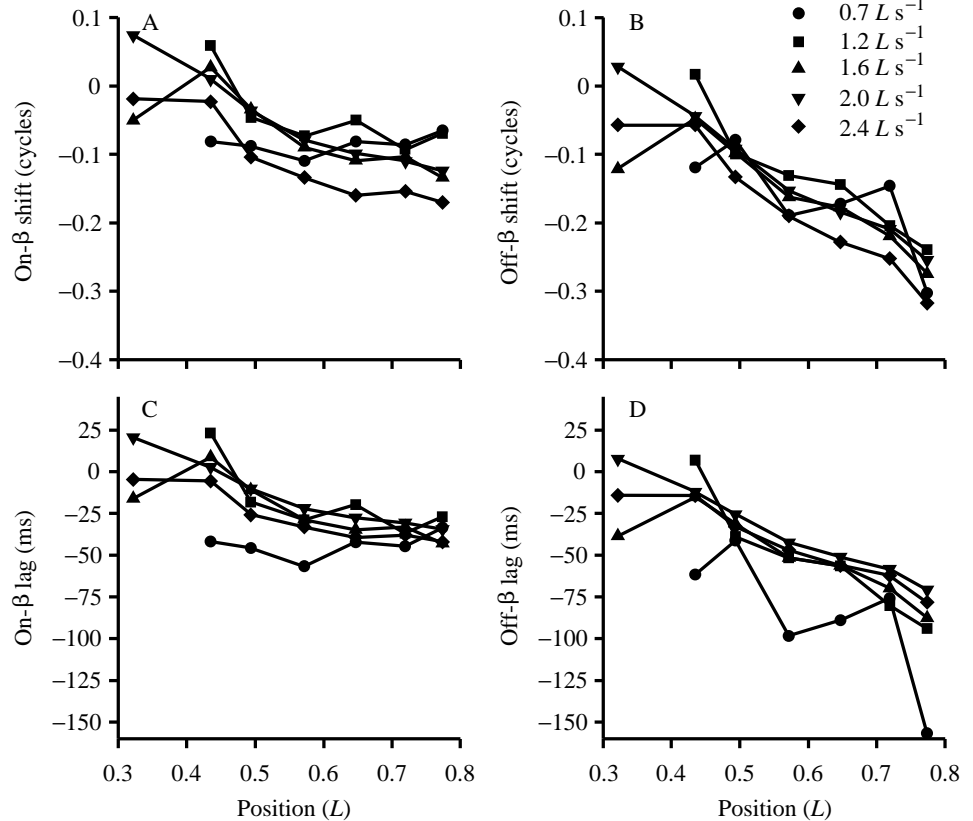 A
0.1
0
−0.1
−0.2
−0.3
−0.4
On-β shift (cycles)
B
0.1
0
−0.1
−0.2
−0.3
−0.4
Off-β shift (cycles)
0.7 L s⁻¹
1.2 L s⁻¹
1.6 L s⁻¹
2.0 L s⁻¹
2.4 L s⁻¹
C
25
0
−25
−50
−75
−100
−125
−150
On-β lag (ms)
0.3 0.4 0.5 0.6 0.7 0.8
Position (L)
D
25
0
−25
−50
−75
−100
−125
−150
Off-β lag (ms)
0.3 0.4 0.5 0.6 0.7 0.8
Position (L)